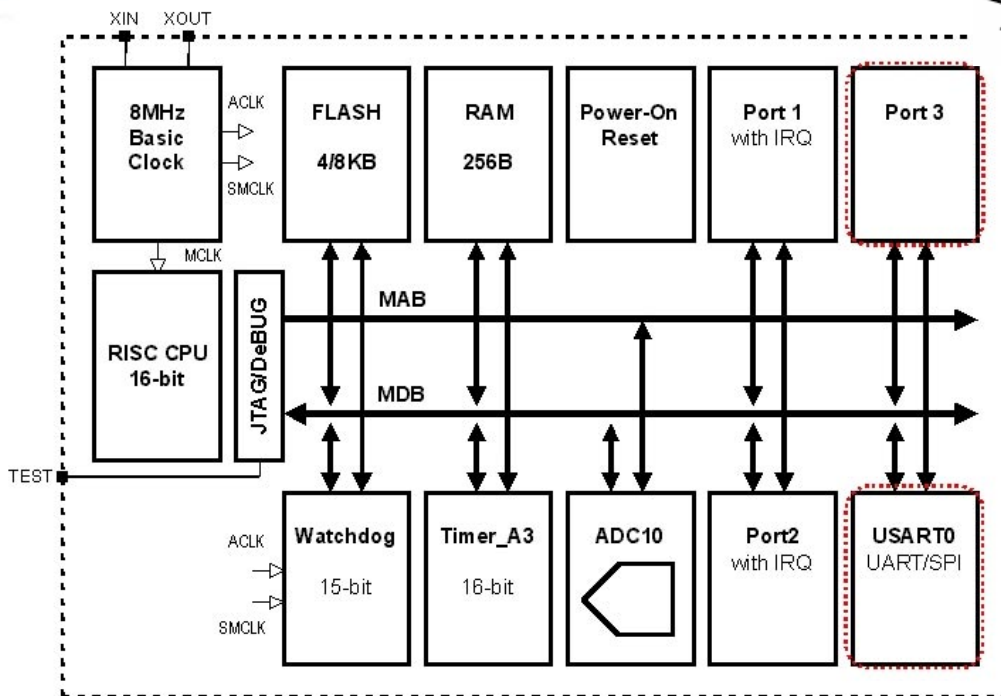 XIN XOUT
8MHz
Basic
Clock
ACLK
SMCLK
FLASH
4/8KB
RAM
256B
Power-On
Reset
Port 1
with IRQ
Port 3
MCLK
RISC CPU
16-bit
JTAG/DeBUG
MAB
MDB
TEST
ACLK
SMCLK
Watchdog
15-bit
Timer_A3
16-bit
ADC10
Port2
with IRQ
USART0
UART/SPI